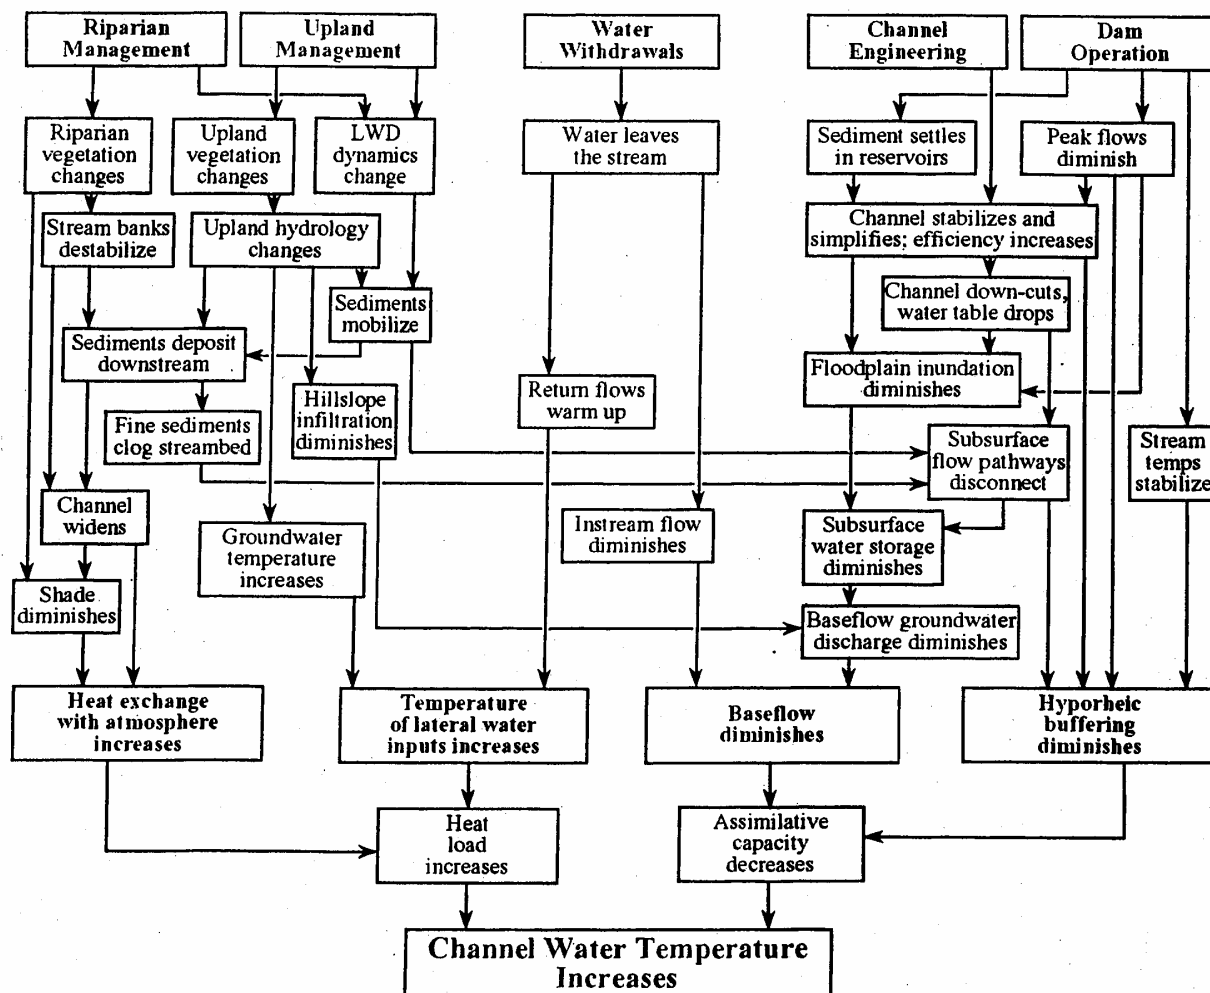 Riparian
Management
Upland
Management
Water
Withdrawals
Channel
Engineering
Dam
Operation
Riparian
vegetation
changes
Upland
vegetation
changes
LWD
dynamics
change
Water leaves
the stream
Sediment settles
in reservoirs
Peak flows
diminish
Stream banks
destabilize
Upland hydrology
changes
Channel stabilizes and
simplifies; efficiency increases
Sediments
mobilize
Channel down-cuts,
water table drops
Sediments deposit
downstream
Floodplain inundation
diminishes
Return flows
warm up
Hillslope
infiltration
diminishes
Fine sediments
clog streambed
Subsurface
flow pathways
disconnect
Stream
temps
stabilize
Channel
widens
Groundwater
temperature
increases
Instream flow
diminishes
Subsurface
water storage
diminishes
Shade
diminishes
Baseflow groundwater
discharge diminishes
Heat exchange
with atmosphere
increases
Temperature
of lateral water
inputs increases
Baseflow
diminishes
Hyporheic
buffering
diminishes
Heat
load
increases
Assimilative
capacity
decreases
Channel Water Temperature
Increases